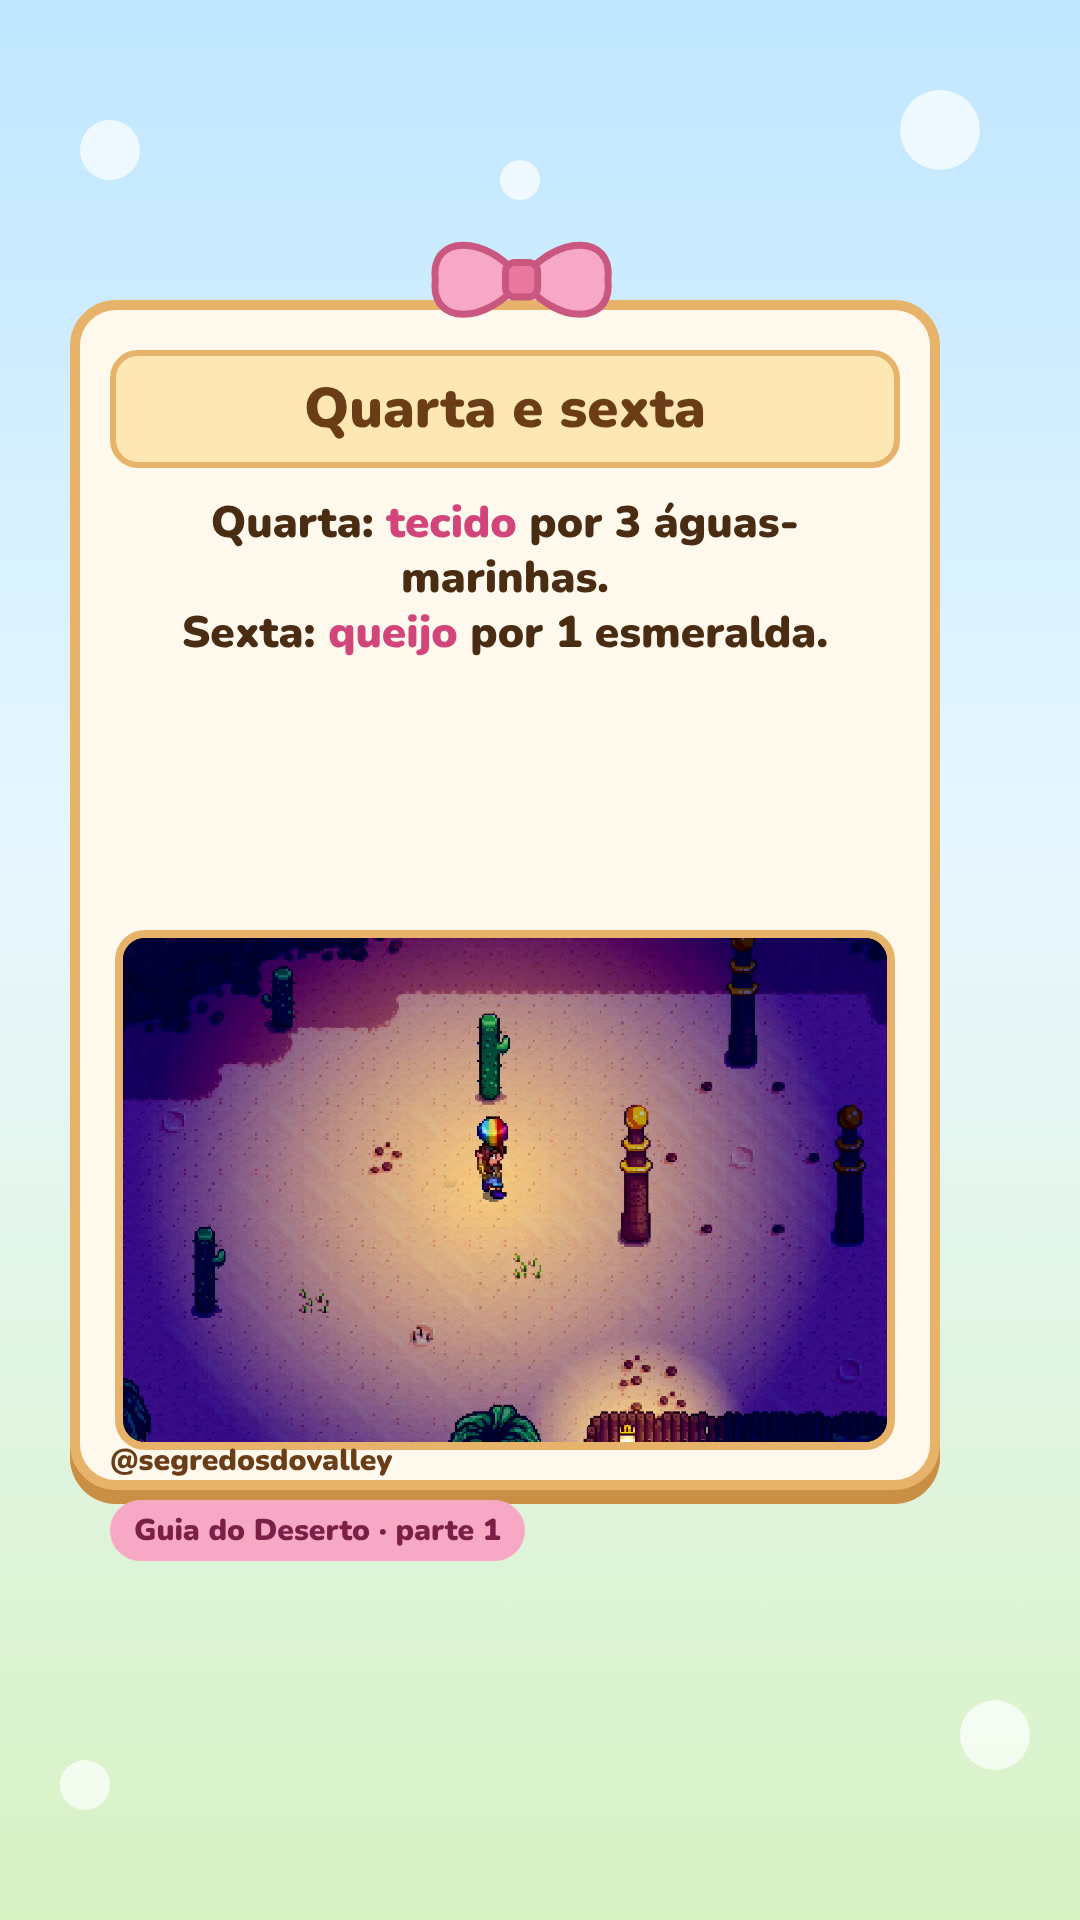 Quarta e sexta
Quarta: tecido por 3 águas-
marinhas.
Sexta: queijo por 1 esmeralda.
@segredosdovalley
Guia do Deserto · parte 1